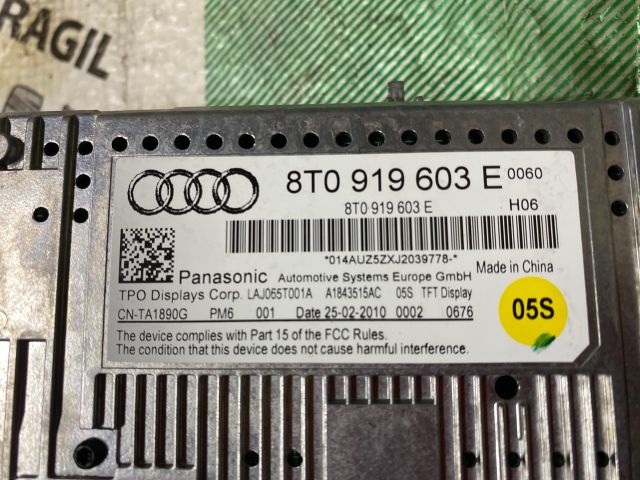 RAGIL
8T0 919 603 E 0060
8T0 919 603 E H06
*014AUZ5ZXJ2039778-*
Panasonic Automotive Systems Europe GmbH Made in China
TPO Displays Corp. LAJ065T001A A1843515AC 05S TFT Display
05S
CN-TA1890G PM6 001 Date 25-02-2010 0002 0676
The device complies with Part 15 of the FCC Rules.
The condition that this device does not cause harmful interference.